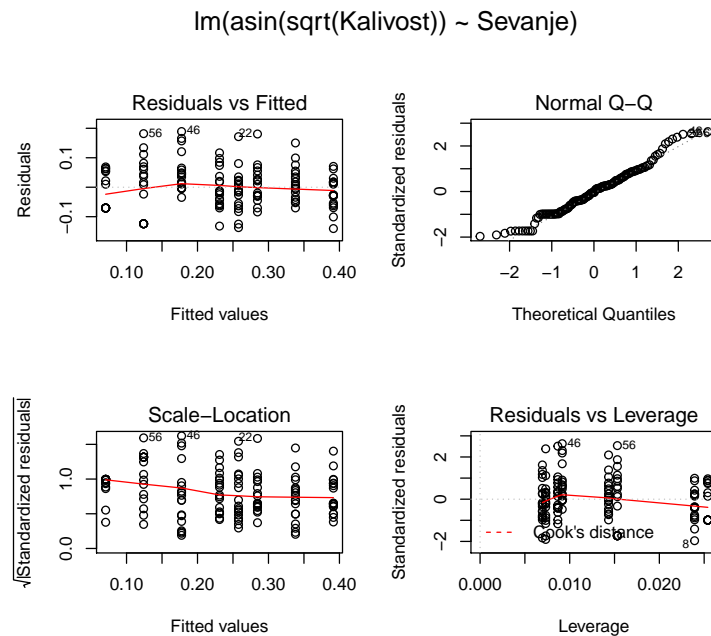 lm(asin(sqrt(Kalivost)) ~ Sevanje)
Residuals vs Fitted
Residuals
0.1
−0.1
56
46
22
0.10 0.20 0.30 0.40
Fitted values
Normal Q−Q
Standardized residuals
2
1
0
−2
−2 −1 0 1 2
Theoretical Quantiles
Scale−Location
√|Standardized residuals|
1.0
0.0
56
46
22
0.10 0.20 0.30 0.40
Fitted values
Residuals vs Leverage
Standardized residuals
2
1
0
−2
46
56
8
Cook's distance
0.000 0.010 0.020
Leverage